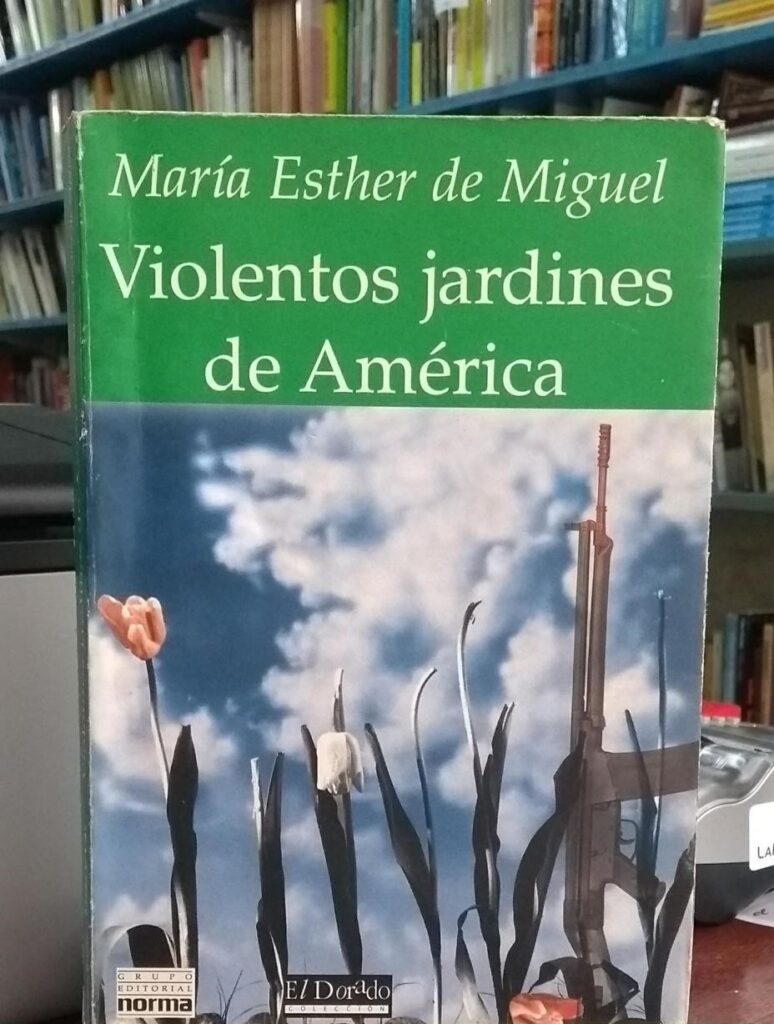 María Esther de Miguel
Violentos jardines
de América
GRUPO
EDITORIAL
norma
El Dorado
COLECCIÓN